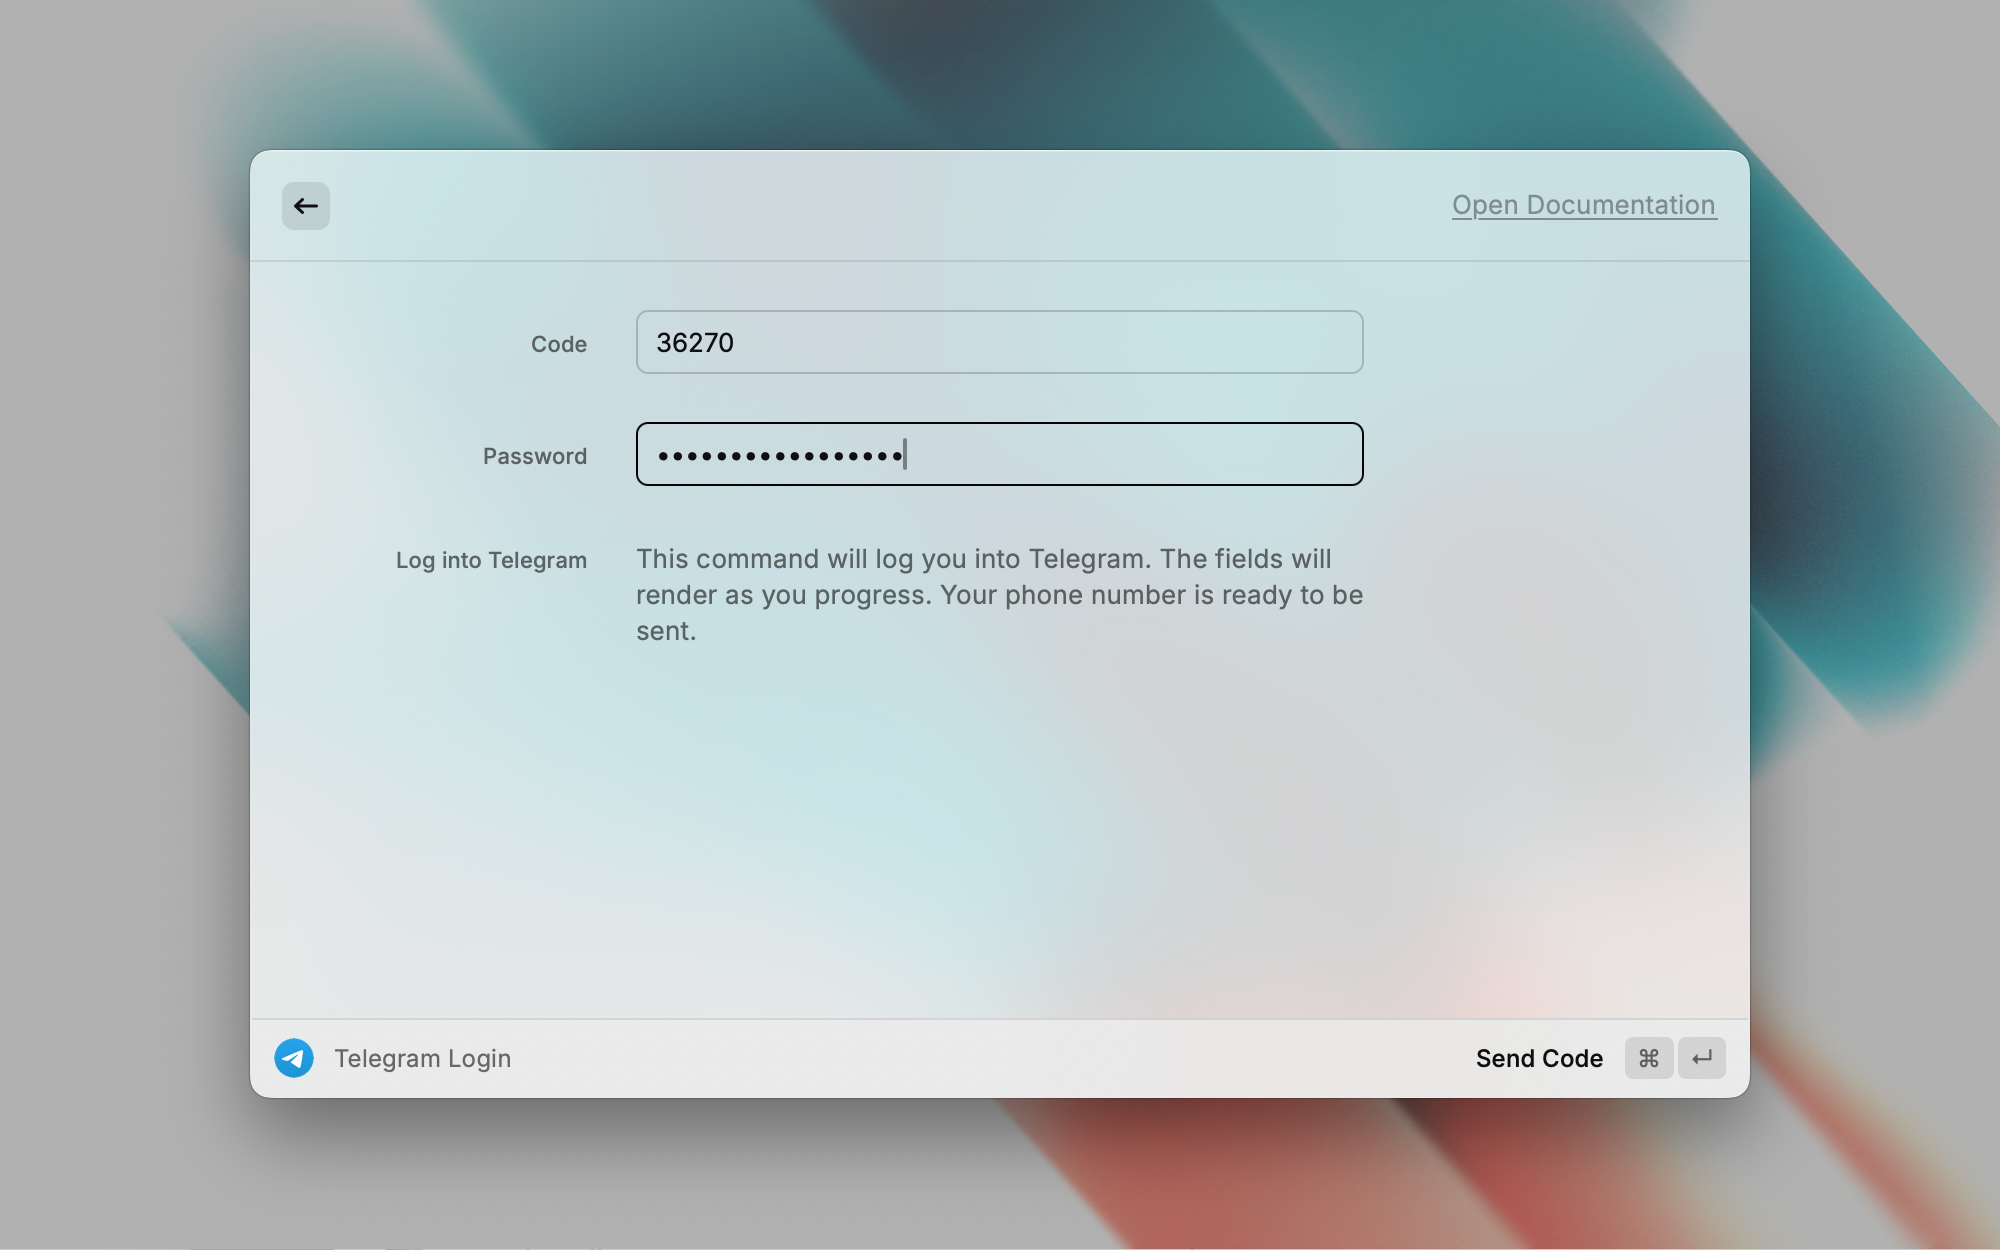 Open Documentation
Code
36270
Password
•••••••••••••••••
Log into Telegram
This command will log you into Telegram. The fields will
render as you progress. Your phone number is ready to be
sent.
Telegram Login
Send Code ⌘ ↵